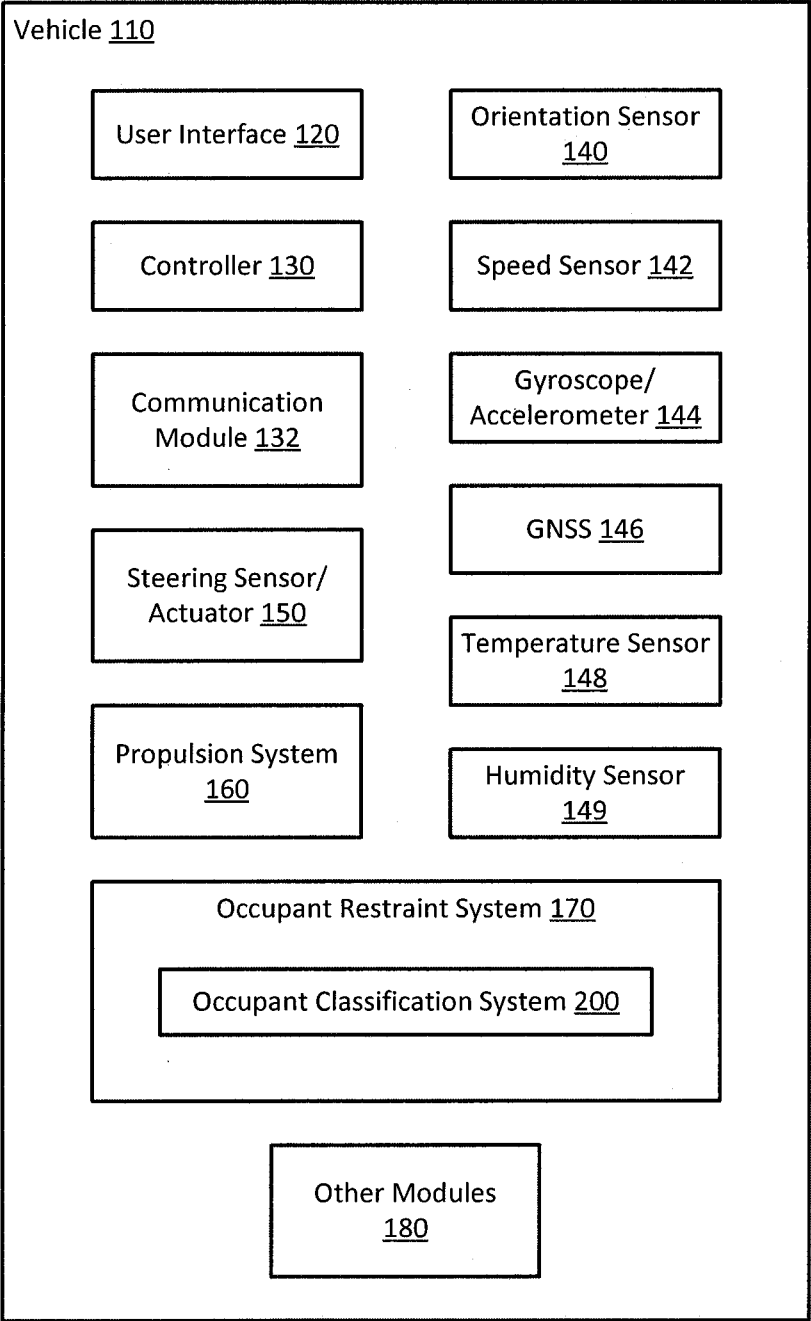 Vehicle 110
User Interface 120
Controller 130
Communication
Module 132
Steering Sensor/
Actuator 150
Propulsion System
160
Orientation Sensor
140
Speed Sensor 142
Gyroscope/
Accelerometer 144
GNSS 146
Temperature Sensor
148
Humidity Sensor
149
Occupant Restraint System 170
Occupant Classification System 200
Other Modules
180